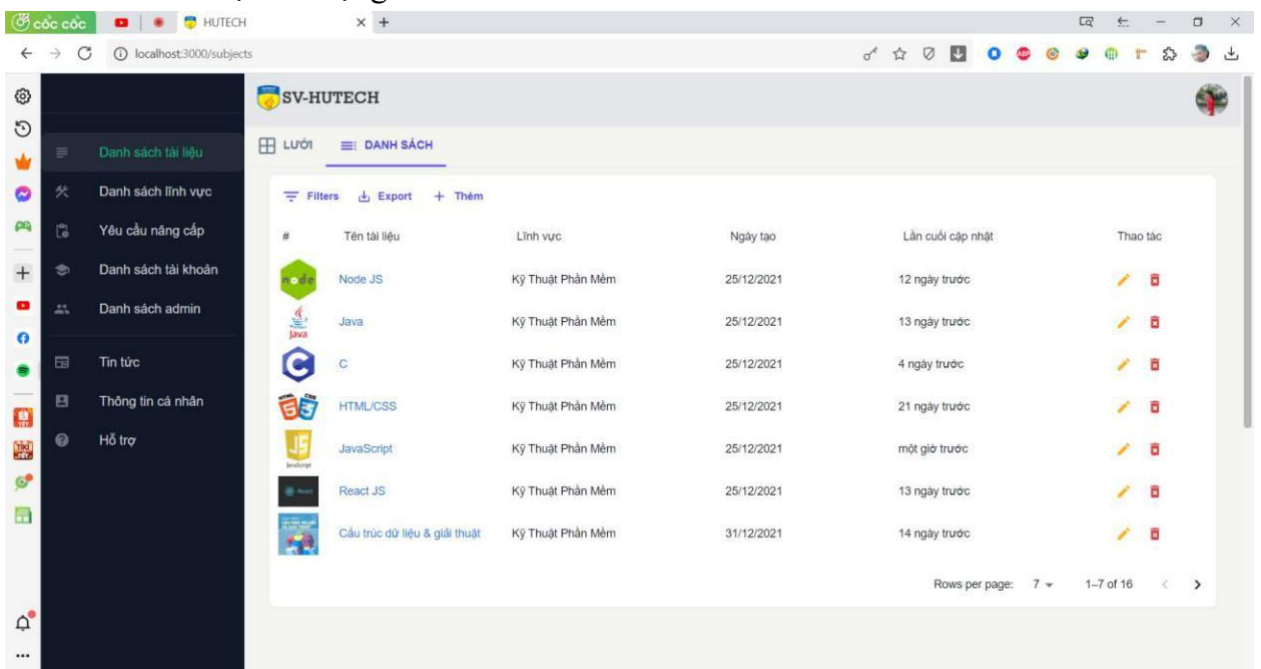 cốc cốc HUTECH
localhost:3000/subjects
SV-HUTECH
LƯỚI DANH SÁCH
Danh sách tài liệu
Danh sách lĩnh vực
Yêu cầu nâng cấp
Danh sách tài khoản
Danh sách admin
Tin tức
Thông tin cá nhân
Hỗ trợ
Filters Export + Thêm
# Tên tài liệu Lĩnh vực Ngày tạo Lần cuối cập nhật Thao tác
node Node JS Kỹ Thuật Phần Mềm 25/12/2021 12 ngày trước
Java Java Kỹ Thuật Phần Mềm 25/12/2021 13 ngày trước
C C Kỹ Thuật Phần Mềm 25/12/2021 4 ngày trước
HTML/CSS Kỹ Thuật Phần Mềm 25/12/2021 21 ngày trước
JS JavaScript JavaScript Kỹ Thuật Phần Mềm 25/12/2021 một giờ trước
React React JS Kỹ Thuật Phần Mềm 25/12/2021 13 ngày trước
Cấu trúc dữ liệu & giải thuật Kỹ Thuật Phần Mềm 31/12/2021 14 ngày trước
Rows per page: 7 1–7 of 16